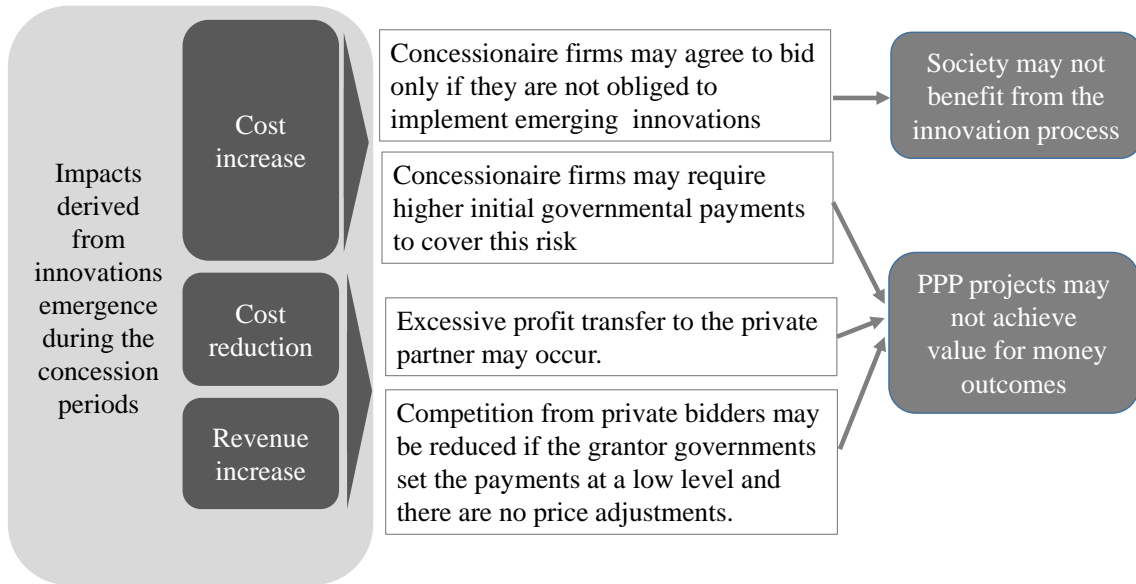 Impacts
derived
from
innovations
emergence
during the
concession
periods
Cost
increase
Cost
reduction
Revenue
increase
Concessionaire firms may agree to bid
only if they are not obliged to
implement emerging  innovations
Concessionaire firms may require
higher initial governmental payments
to cover this risk
Excessive profit transfer to the private
partner may occur.
Competition from private bidders may
be reduced if the grantor governments
set the payments at a low level and
there are no price adjustments.
Society may not
benefit from the
innovation process
PPP projects may
not achieve
value for money
outcomes